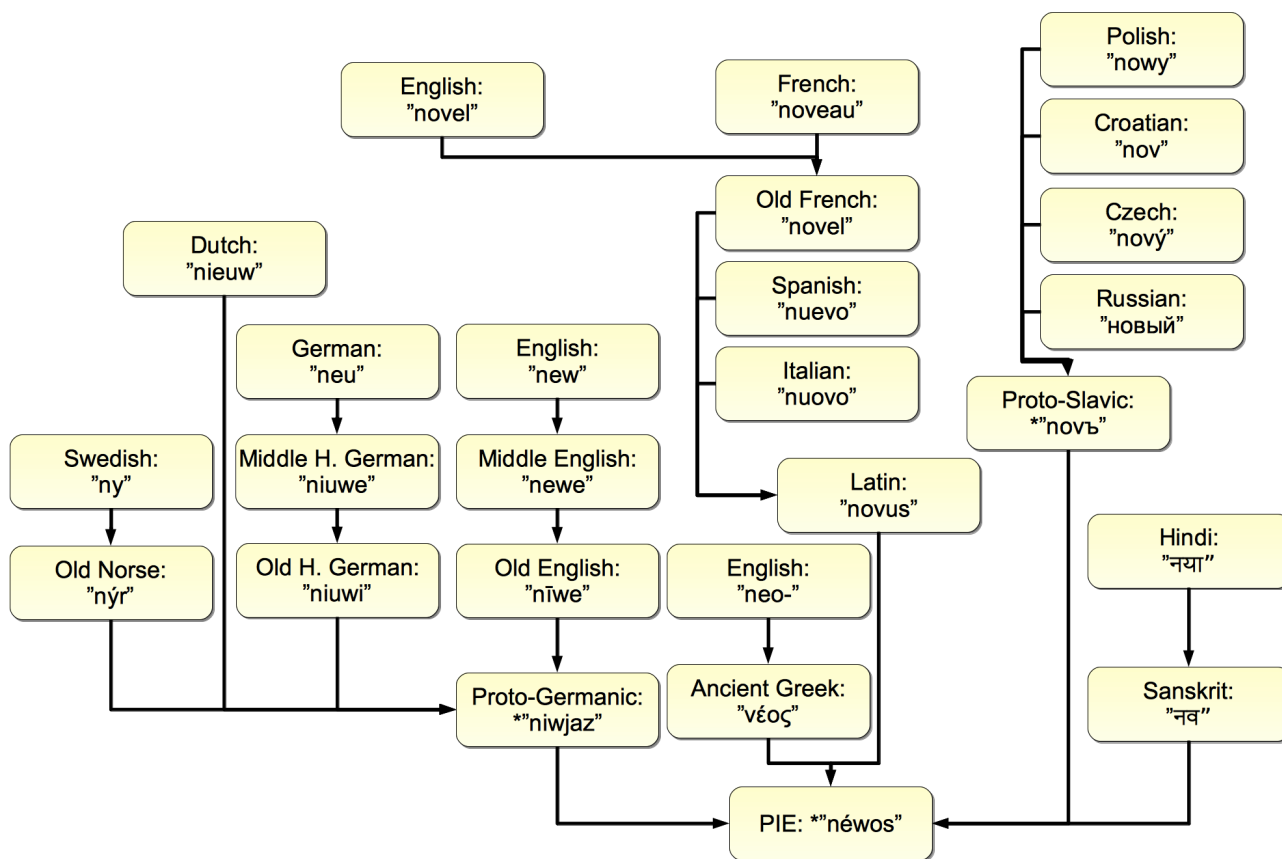 Polish:
”nowy”
English:
”novel”
French:
”noveau”
Croatian:
”nov”
Old French:
”novel”
Czech:
”nový”
Dutch:
”nieuw”
Spanish:
”nuevo”
Russian:
”новый”
German:
”neu”
English:
”new”
Italian:
”nuovo”
Proto-Slavic:
*”novъ”
Swedish:
”ny”
Middle H. German:
”niuwe”
Middle English:
”newe”
Latin:
”novus”
Hindi:
”नया”
Old Norse:
”nýr”
Old H. German:
”niuwi”
Old English:
”nīwe”
English:
”neo-”
Proto-Germanic:
*”niwjaz”
Ancient Greek:
”νέος”
Sanskrit:
”नव”
PIE: *”néwos”